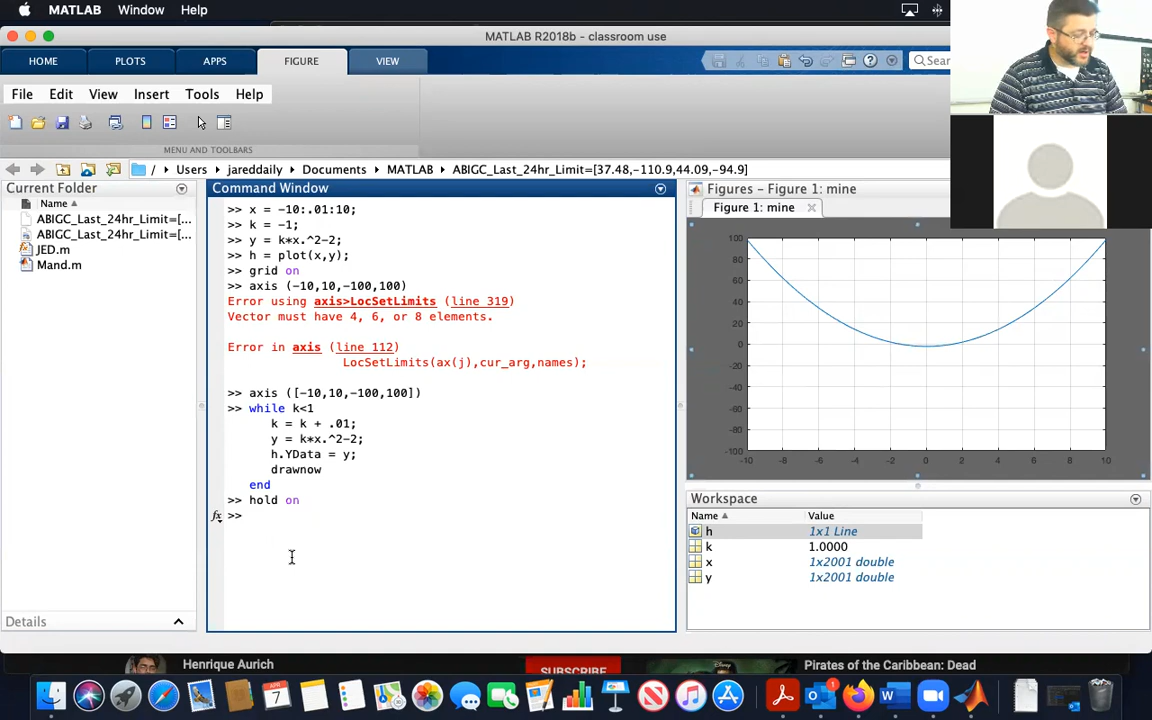 MATLAB Window Help
MATLAB R2018b - classroom use
HOME PLOTS APPS FIGURE VIEW
Sear
File Edit View Insert Tools Help
MENU AND TOOLBARS
/ Users jareddaily Documents MATLAB ABIGC_Last_24hr_Limit=[37.48,-110.9,44.09,-94.9]
Current Folder
Name
ABIGC_Last_24hr_Limit=[...
ABIGC_Last_24hr_Limit=[...
JED.m
Mand.m
Details
Command Window
>> x = -10:.01:10;
>> k = -1;
>> y = k*x.^2-2;
>> h = plot(x,y);
>> grid on
>> axis (-10,10,-100,100)
Error using axis>LocSetLimits (line 319)
Vector must have 4, 6, or 8 elements.
Error in axis (line 112)
LocSetLimits(ax(j),cur_arg,names);
>> axis ([-10,10,-100,100])
>> while k<1
k = k + .01;
y = k*x.^2-2;
h.YData = y;
drawnow
end
>> hold on
fx >>
Figures - Figure 1: mine
Figure 1: mine
100
80
60
40
20
0
-20
-40
-60
-80
-100
-10 -8 -6 -4 -2 0 2 4 6 8 10
Workspace
Name Value
h 1x1 Line
k 1.0000
x 1x2001 double
y 1x2001 double
Henrique Aurich
SUBSCRIBE
Disney
Pirates of the Caribbean: Dead
APR
7
1